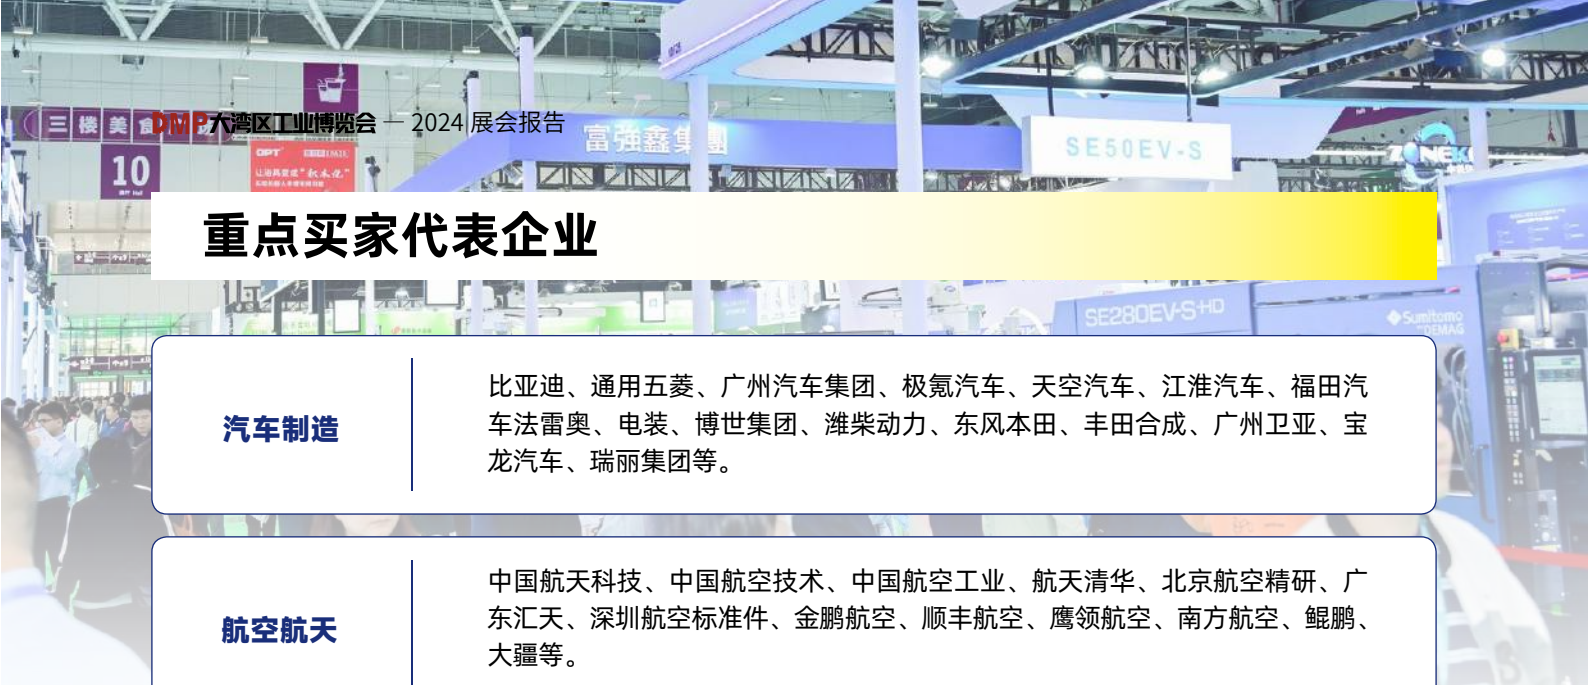 三楼美食
DMP大湾区工业博览会 — 2024 展会报告
富強鑫集團
SE50EV-S
ZONEK
10
OPT
重点买家代表企业
SE280EV-S-HD
Sumitomo
DEMAG
汽车制造
比亚迪、通用五菱、广州汽车集团、极氪汽车、天空汽车、江淮汽车、福田汽
车法雷奥、电装、博世集团、潍柴动力、东风本田、丰田合成、广州卫亚、宝
龙汽车、瑞丽集团等。
航空航天
中国航天科技、中国航空技术、中国航空工业、航天清华、北京航空精研、广
东汇天、深圳航空标准件、金鹏航空、顺丰航空、鹰领航空、南方航空、鲲鹏、
大疆等。